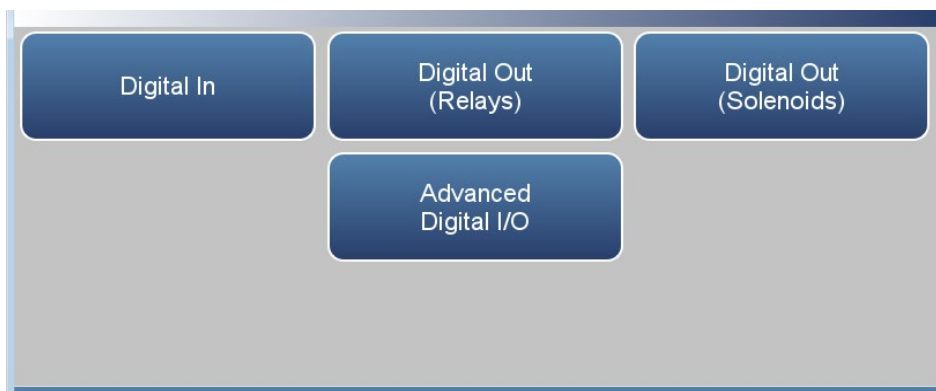 Digital In
Digital Out
(Relays)
Digital Out
(Solenoids)
Advanced
Digital I/O